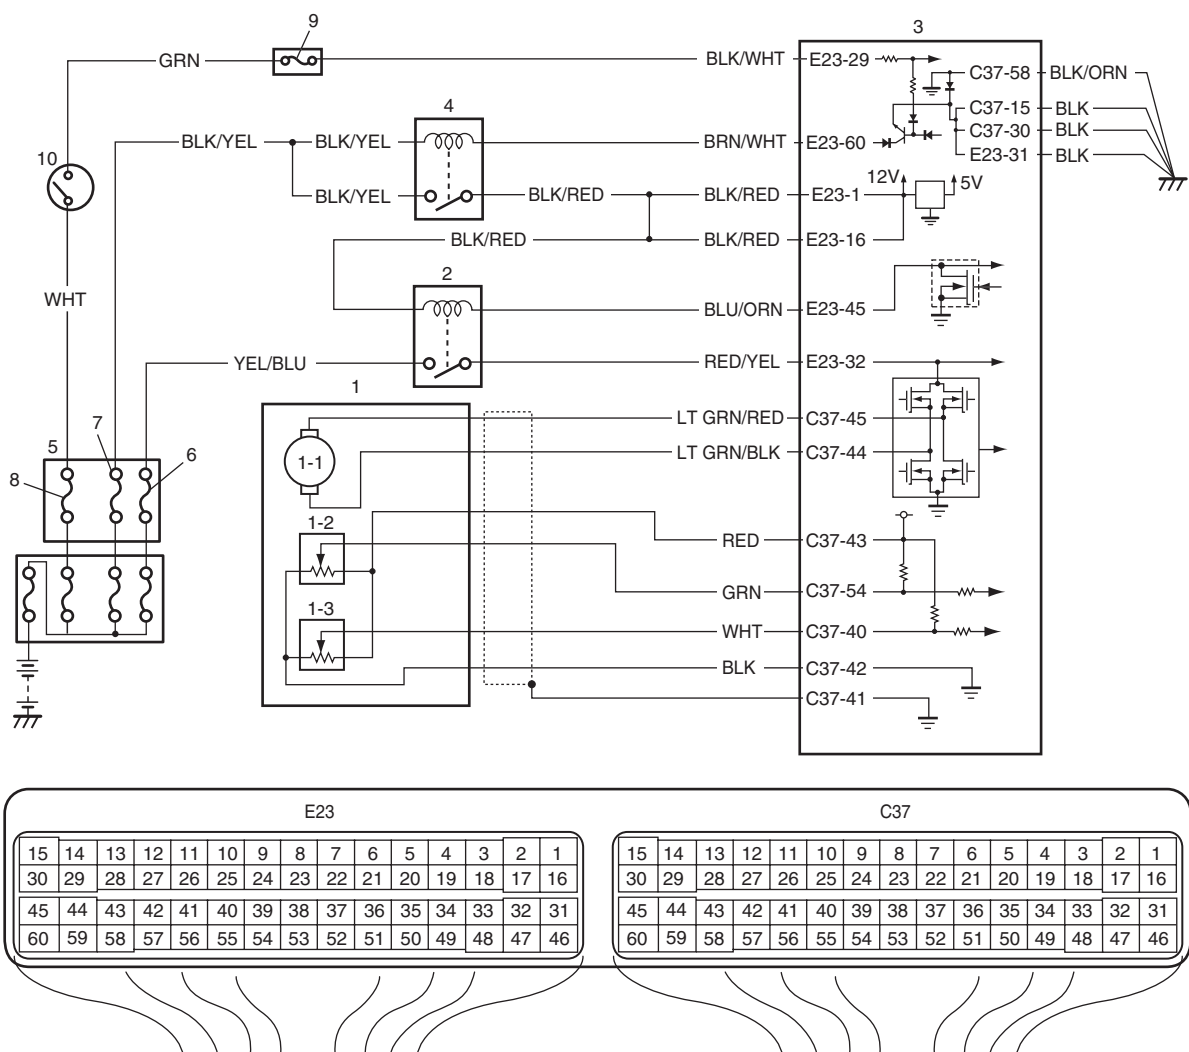 9
3
GRN
BLK/WHT
E23-29
C37-58
BLK/ORN
4
C37-15
BLK
BLK/YEL
BLK/YEL
BRN/WHT
E23-60
C37-30
BLK
10
E23-31
BLK
BLK/YEL
BLK/RED
BLK/RED
E23-1
12V
5V
BLK/RED
BLK/RED
E23-16
2
WHT
BLU/ORN
E23-45
YEL/BLU
RED/YEL
E23-32
1
7
LT GRN/RED
C37-45
5
6
8
1-1
LT GRN/BLK
C37-44
1-2
RED
C37-43
GRN
C37-54
1-3
WHT
C37-40
BLK
C37-42
C37-41
E23
C37
15 14 13 12 11 10 9 8 7 6 5 4 3 2 1
15 14 13 12 11 10 9 8 7 6 5 4 3 2 1
30 29 28 27 26 25 24 23 22 21 20 19 18 17 16
30 29 28 27 26 25 24 23 22 21 20 19 18 17 16
45 44 43 42 41 40 39 38 37 36 35 34 33 32 31
45 44 43 42 41 40 39 38 37 36 35 34 33 32 31
60 59 58 57 56 55 54 53 52 51 50 49 48 47 46
60 59 58 57 56 55 54 53 52 51 50 49 48 47 46